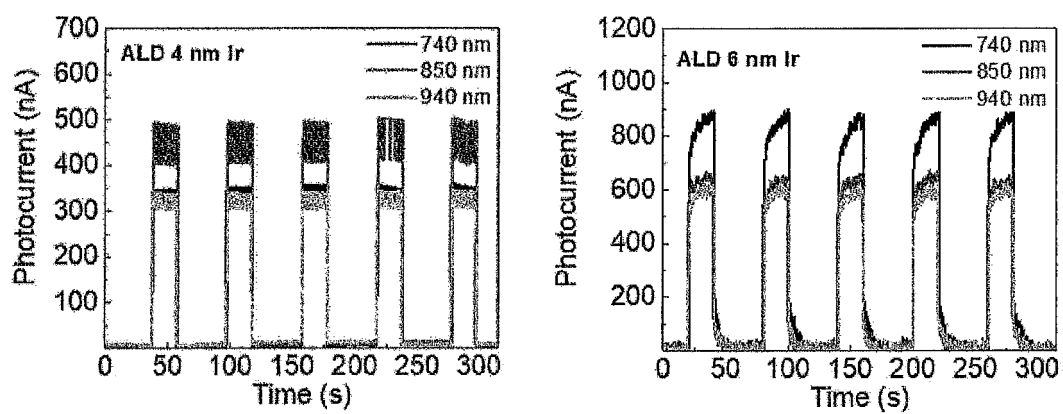 700
600
500
400
300
200
100
Photocurrent (nA)
ALD 4 nm Ir
740 nm
850 nm
940 nm
0 50 100 150 200 250 300
Time (s)
1200
1000
800
600
400
200
Photocurrent (nA)
ALD 6 nm Ir
740 nm
850 nm
940 nm
0 50 100 150 200 250 300
Time (s)